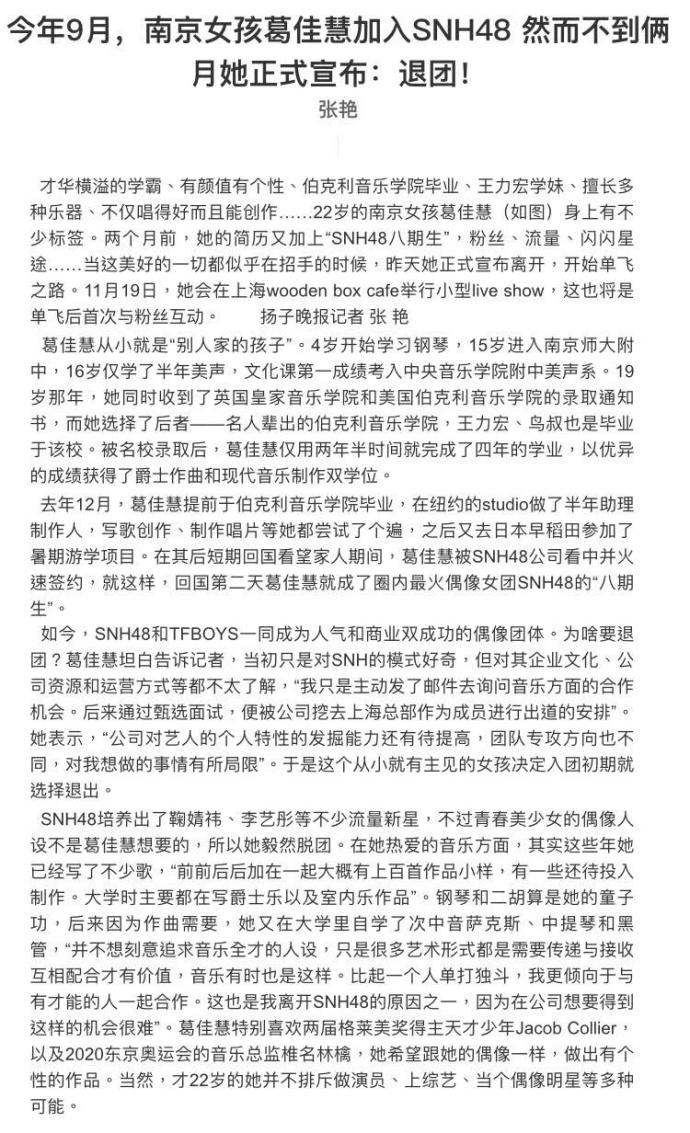 今年9月，南京女孩葛佳慧加入SNH48 然而不到俩
月她正式宣布：退团！
张艳
才华横溢的学霸、有颜值有个性、伯克利音乐学院毕业、王力宏学妹、擅长多
种乐器、不仅唱得好而且能创作……22岁的南京女孩葛佳慧（如图）身上有不
少标签。两个月前，她的简历又加上“SNH48八期生”，粉丝、流量、闪闪星
途……当这美好的一切都似乎在招手的时候，昨天她正式宣布离开，开始单飞
之路。11月19日，她会在上海wooden box cafe举行小型live show，这也将是
单飞后首次与粉丝互动。 扬子晚报记者 张 艳
葛佳慧从小就是“别人家的孩子”。4岁开始学习钢琴，15岁进入南京师大附
中，16岁仅学了半年美声，文化课第一成绩考入中央音乐学院附中美声系。19
岁那年，她同时收到了英国皇家音乐学院和美国伯克利音乐学院的录取通知
书，而她选择了后者——名人辈出的伯克利音乐学院，王力宏、鸟叔也是毕业
于该校。被名校录取后，葛佳慧仅用两年半时间就完成了四年的学业，以优异
的成绩获得了爵士作曲和现代音乐制作双学位。
去年12月，葛佳慧提前于伯克利音乐学院毕业，在纽约的studio做了半年助理
制作人，写歌创作、制作唱片等她都尝试了个遍，之后又去日本早稻田参加了
暑期游学项目。在其后短期回国看望家人期间，葛佳慧被SNH48公司看中并火
速签约，就这样，回国第二天葛佳慧就成了圈内最火偶像女团SNH48的“八期
生”。
如今，SNH48和TFBOYS一同成为人气和商业双成功的偶像团体。为啥要退
团？葛佳慧坦白告诉记者，当初只是对SNH的模式好奇，但对其企业文化、公
司资源和运营方式等都不太了解，“我只是主动发了邮件去询问音乐方面的合作
机会。后来通过甄选面试，便被公司挖去上海总部作为成员进行出道的安排”。
她表示，“公司对艺人的个人特性的发掘能力还有待提高，团队专攻方向也不
同，对我想做的事情有所局限”。于是这个从小就有主见的女孩决定入团初期就
选择退出。
SNH48培养出了鞠婧祎、李艺彤等不少流量新星，不过青春美少女的偶像人
设不是葛佳慧想要的，所以她毅然脱团。在她热爱的音乐方面，其实这些年她
已经写了不少歌，“前前后后加在一起大概有上百首作品小样，有一些还待投入
制作。大学时主要都在写爵士乐以及室内乐作品”。钢琴和二胡算是她的童子
功，后来因为作曲需要，她又在大学里自学了次中音萨克斯、中提琴和黑
管，“并不想刻意追求音乐全才的人设，只是很多艺术形式都是需要传递与接收
互相配合才有价值，音乐有时也是这样。比起一个人单打独斗，我更倾向于与
有才能的人一起合作。这也是我离开SNH48的原因之一，因为在公司想要得到
这样的机会很难”。葛佳慧特别喜欢两届格莱美奖得主天才少年Jacob Collier，
以及2020东京奥运会的音乐总监椎名林檎，她希望跟她的偶像一样，做出有个
性的作品。当然，才22岁的她并不排斥做演员、上综艺、当个偶像明星等多种
可能。